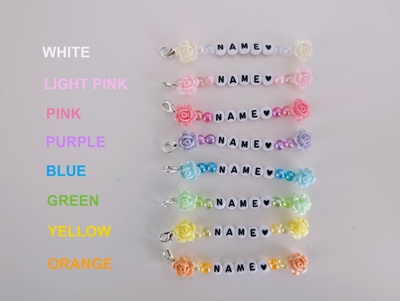 WHITE NAME♥
LIGHT PINK NAME♥
PINK NAME♥
PURPLE NAME♥
BLUE NAME♥
GREEN NAME♥
YELLOW NAME♥
ORANGE NAME♥